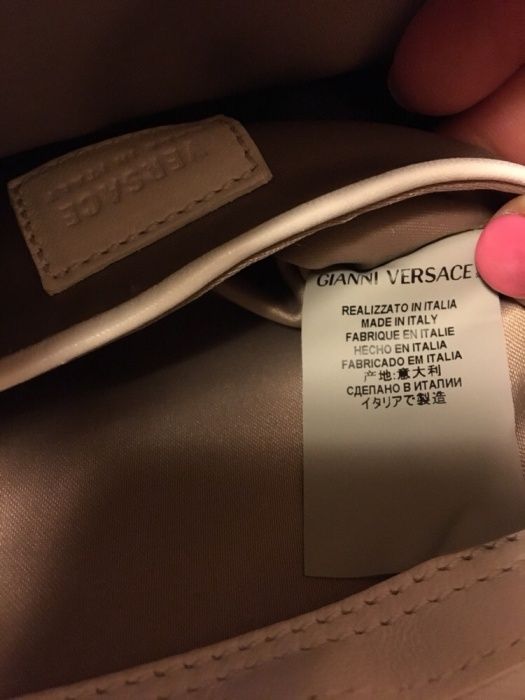 VERSACE
GIANNI VERSACE
REALIZZATO IN ITALIA
MADE IN ITALY
FABRIQUE EN ITALIE
HECHO EN ITALIA
FABRICADO EM ITALIA
产地:意大利
СДЕЛАНО В ИТАЛИИ
イタリアで製造